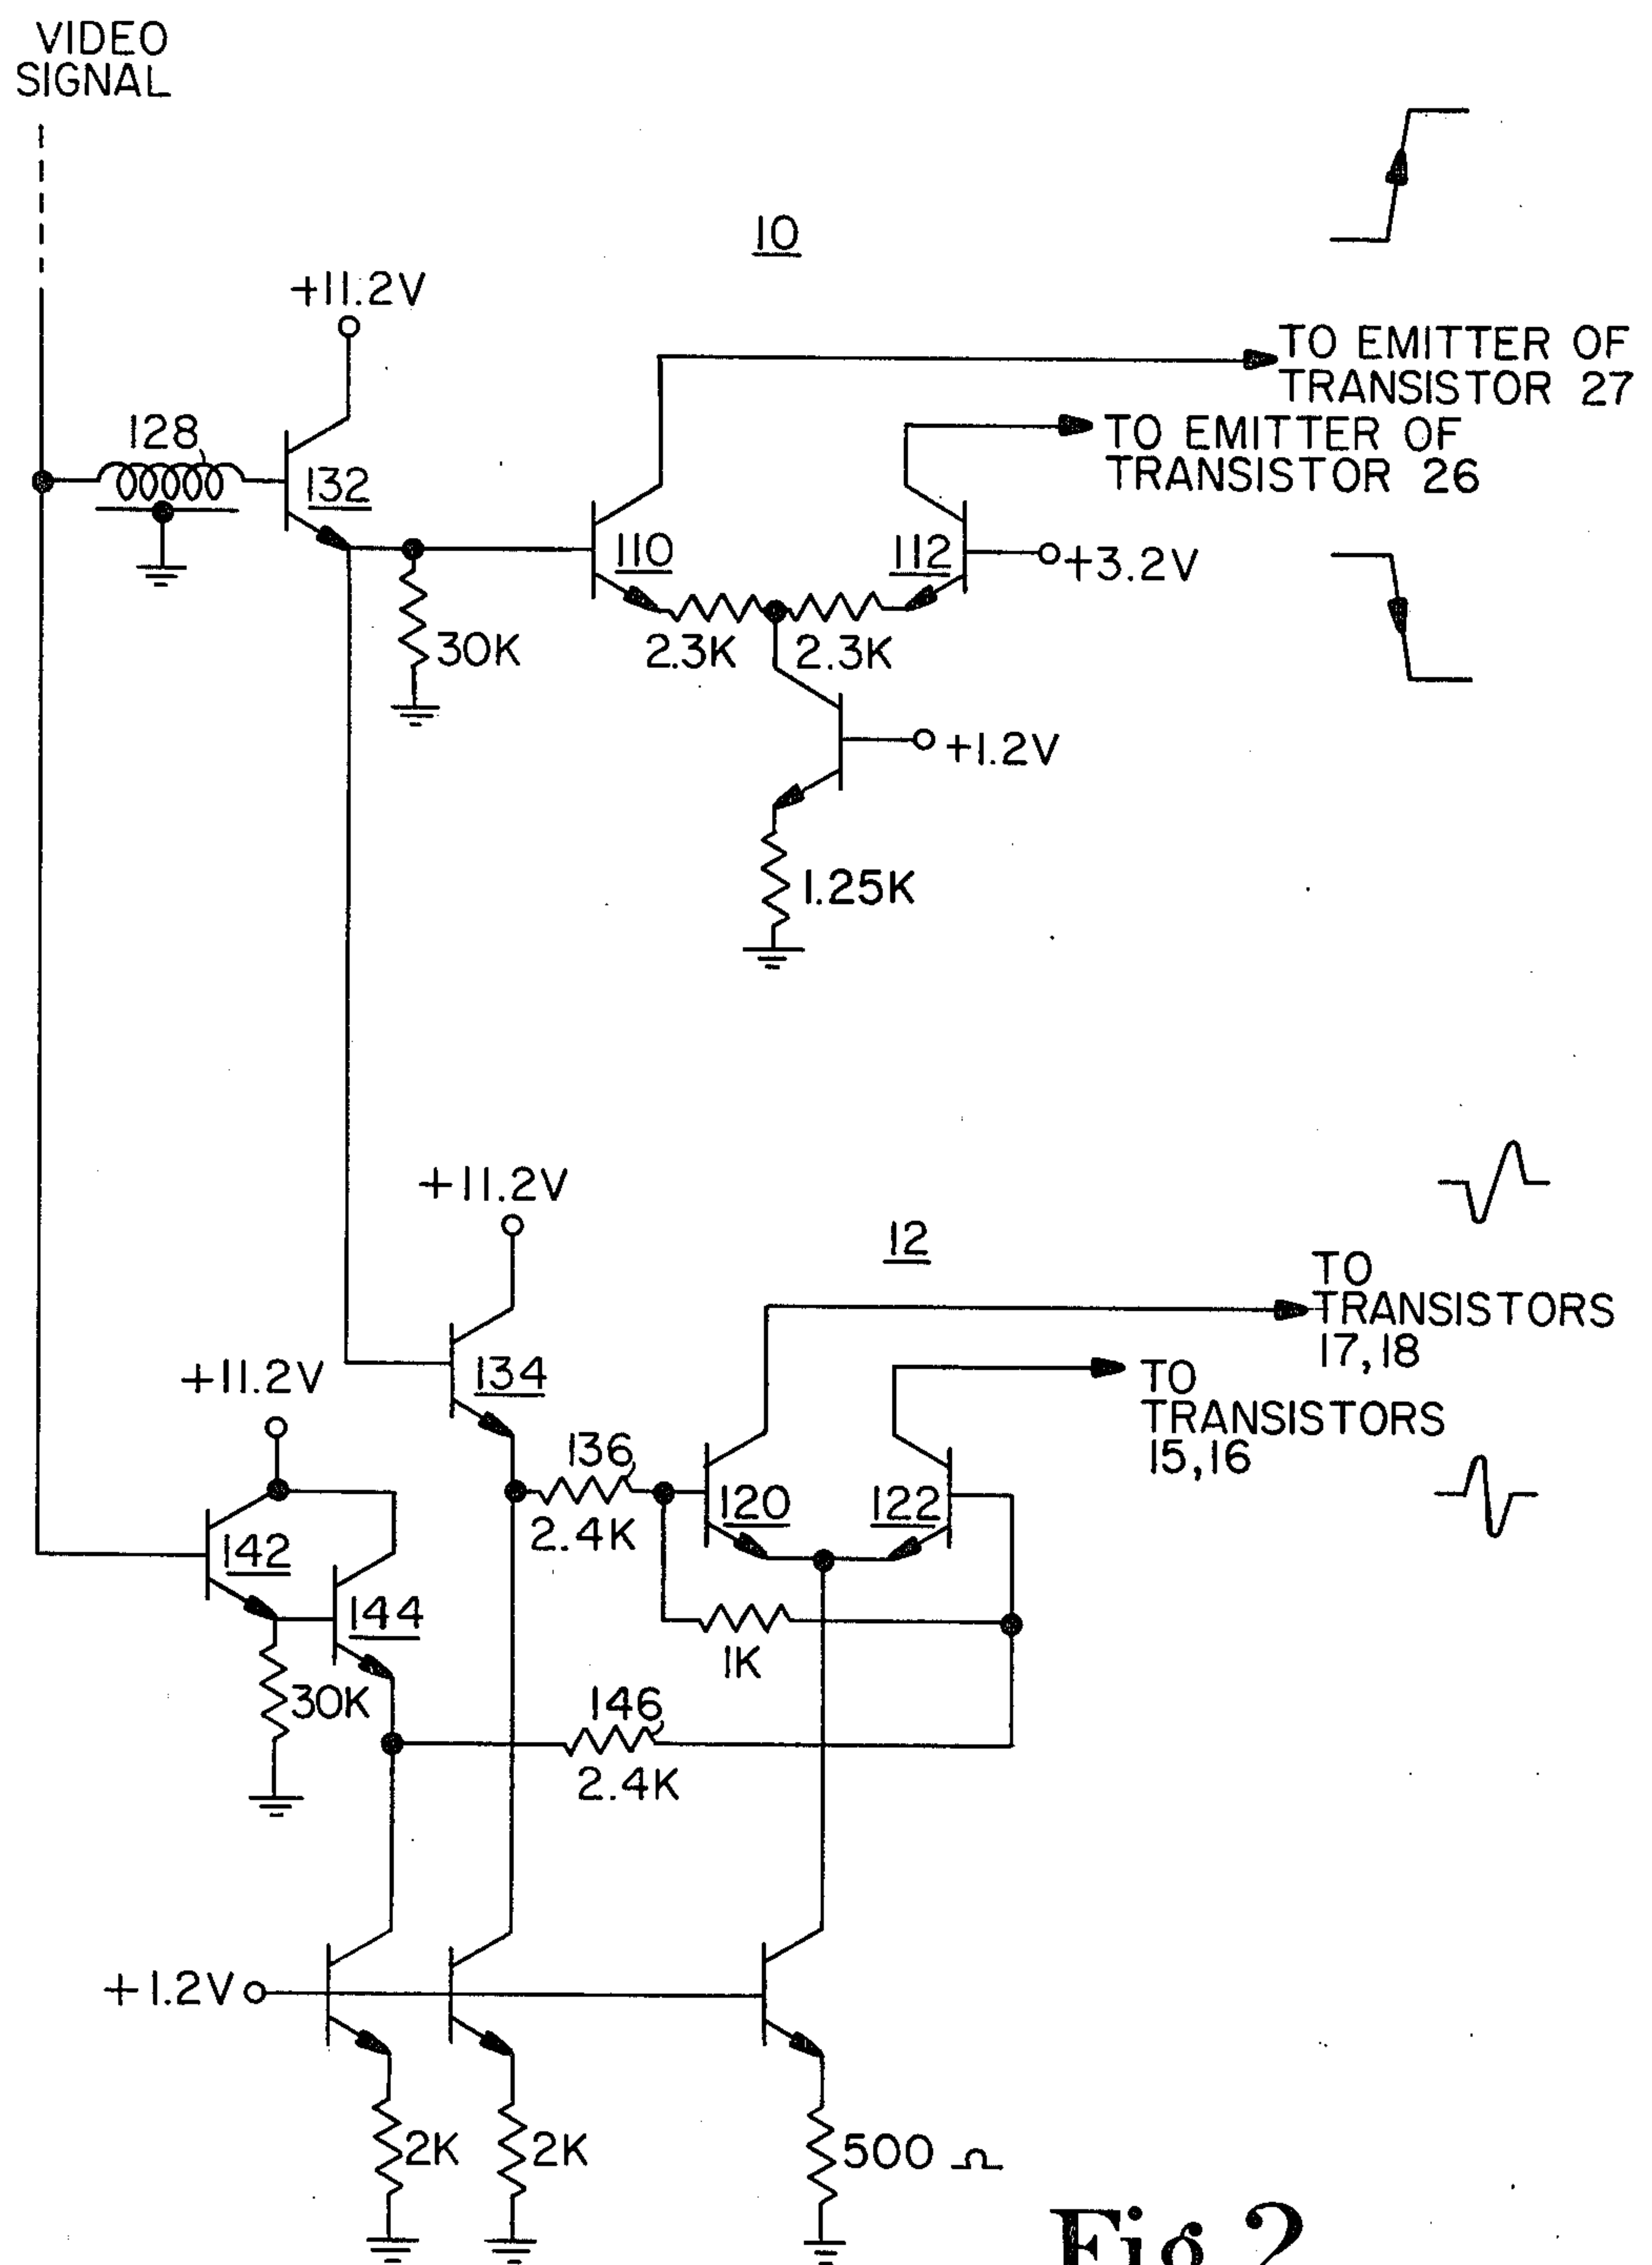 VIDEO
SIGNAL
10
+11.2V
TO EMITTER OF
TRANSISTOR 27
128
TO EMITTER OF
TRANSISTOR 26
132
110
112
+3.2V
30K
2.3K
2.3K
+1.2V
1.25K
+11.2V
12
TO
TRANSISTORS
17,18
+11.2V
134
TO
TRANSISTORS
15,16
136
120
122
2.4K
142
144
1K
30K
146
2.4K
+1.2V
2K
2K
500 Ω
Fig. 2